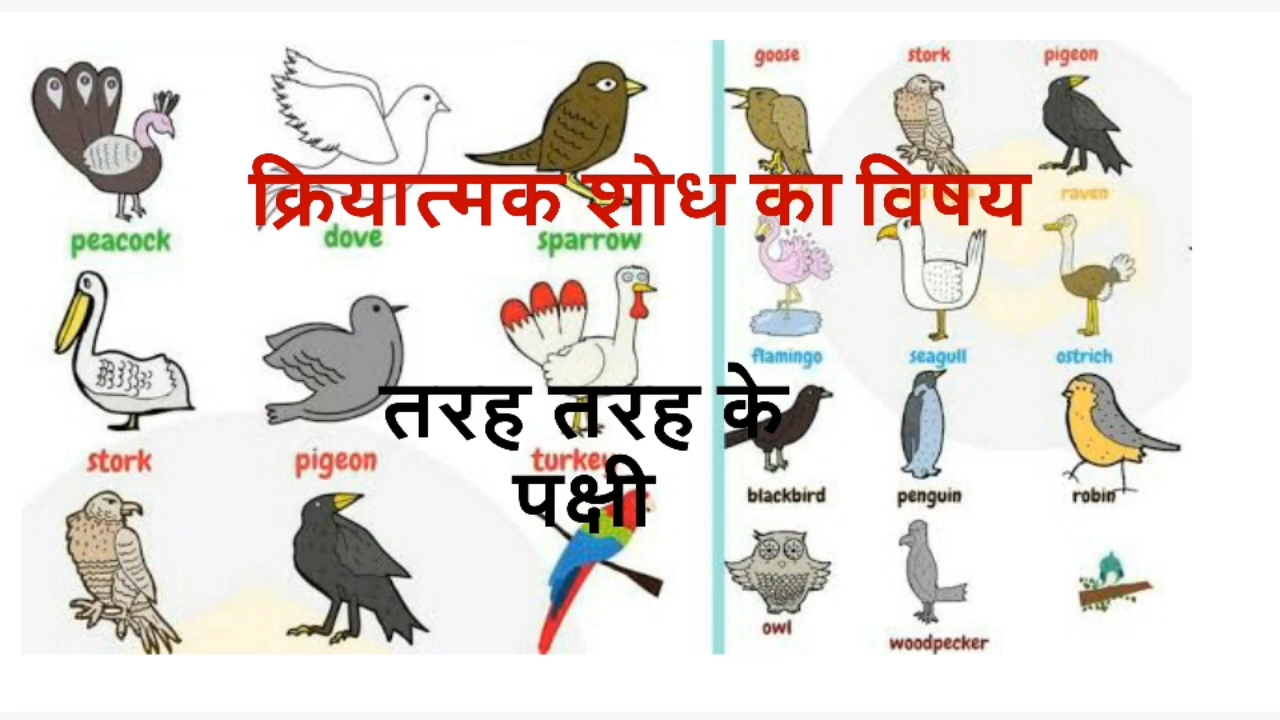 goose stork pigeon
क्रियात्मक शोध का विषय
raven
peacock dove sparrow
flamingo seagull ostrich
तरह तरह के
stork pigeon turkey
पक्षी
blackbird penguin robin
owl
woodpecker